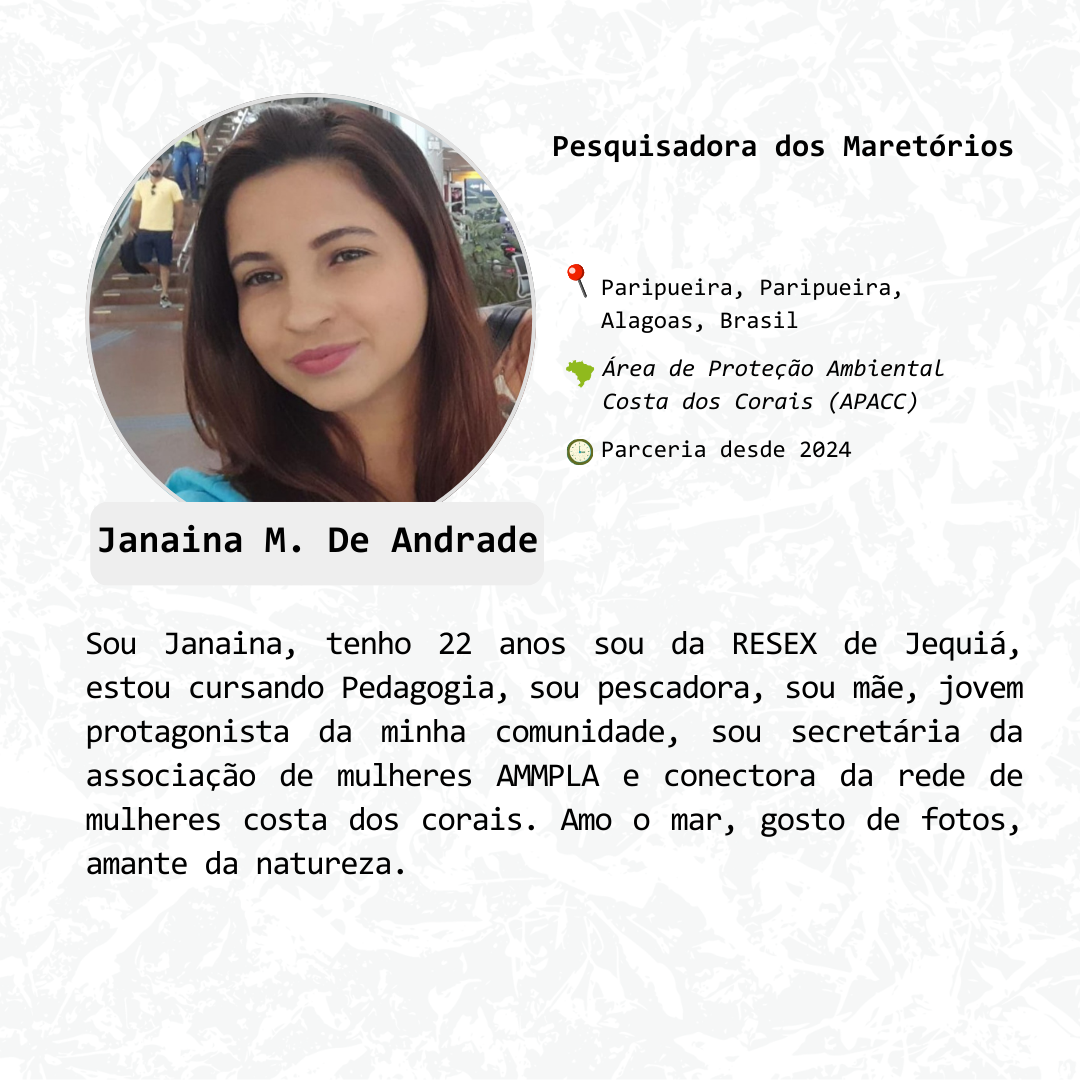 Pesquisadora dos Maretórios
Paripueira, Paripueira,
Alagoas, Brasil
Área de Proteção Ambiental
Costa dos Corais (APACC)
Parceria desde 2024
Janaina M. De Andrade
Sou Janaina, tenho 22 anos sou da RESEX de Jequiá,
estou cursando Pedagogia, sou pescadora, sou mãe, jovem
protagonista da minha comunidade, sou secretária da
associação de mulheres AMMPLA e conectora da rede de
mulheres costa dos corais. Amo o mar, gosto de fotos,
amante da natureza.